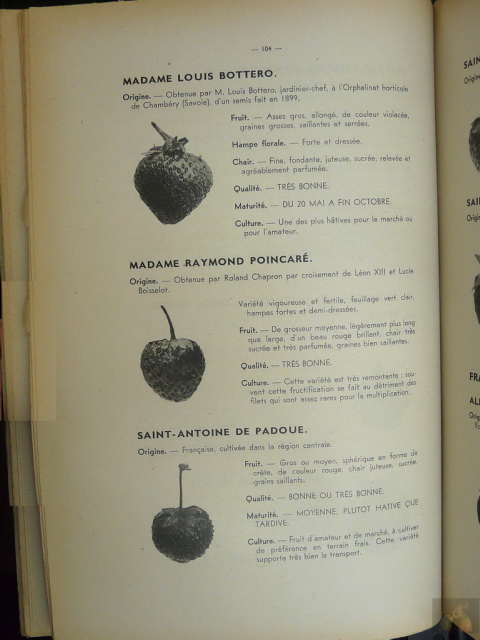 — 104 —
MADAME LOUIS BOTTERO.
Origine. — Obtenue par M. Louis Bottero, jardinier-chef, à l'Orphelinat horticole
de Chambéry (Savoie), d'un semis fait en 1899.
Fruit. — Assez gros, allongé, de couleur violacée,
graines grosses, saillantes et serrées.
Hampe florale. — Forte et dressée.
Chair. — Fine, fondante, juteuse, sucrée, relevée et
agréablement parfumée.
Qualité. — TRÈS BONNE.
Maturité. — DU 20 MAI A FIN OCTOBRE.
Culture. — Une des plus hâtives pour le marché ou
pour l'amateur.
MADAME RAYMOND POINCARÉ.
Origine. — Obtenue par Roland Chapron par croisement de Léon XIII et Lucie
Boisselot.
Variété vigoureuse et fertile, feuillage vert clair,
hampes fortes et demi-dressées.
Fruit. — De grosseur moyenne, légèrement plus long
que large, d'un beau rouge brillant, chair très
sucrée et très parfumée, graines bien saillantes.
Qualité. — TRÈS BONNE.
Culture. — Cette variété est très remontante : sou-
vent cette fructification se fait au détriment des
filets qui sont assez rares pour la multiplication.
SAINT-ANTOINE DE PADOUE.
Origine. — Française, cultivée dans la région centrale.
Fruit. — Gros ou moyen, sphérique en forme de
crête, de couleur rouge, chair juteuse, sucrée,
grains saillants.
Qualité. — BONNE OU TRÈS BONNE.
Maturité. — MOYENNE, PLUTOT HATIVE QUE
TARDIVE.
Culture. — Fruit d'amateur et de marché, à cultiver
de préférence en terrain frais. Cette variété
supporte très bien le transport.